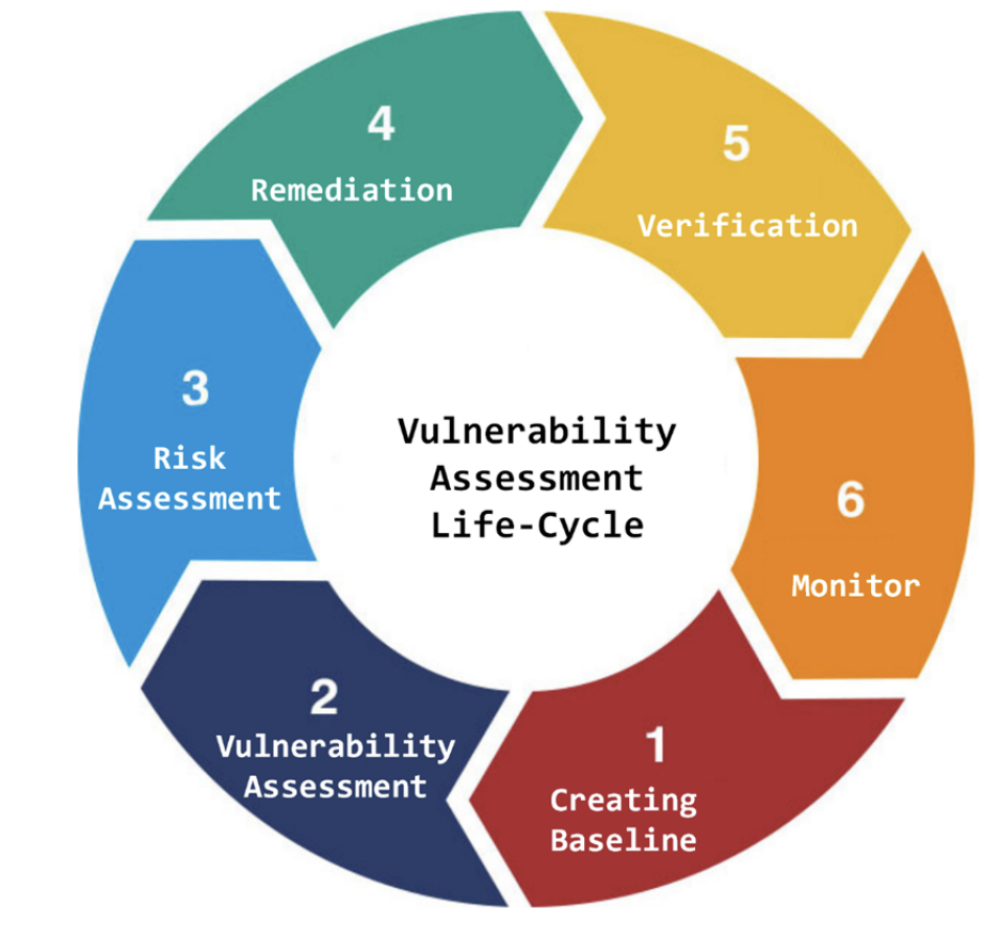 Vulnerability
Assessment
Life-Cycle
1
Creating
Baseline
2
Vulnerability
Assessment
3
Risk
Assessment
4
Remediation
5
Verification
6
Monitor